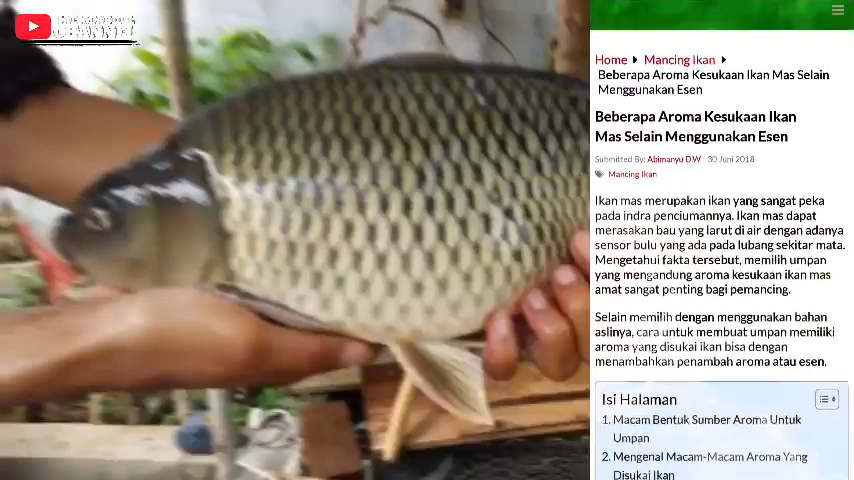 CHANNEL
Home Mancing Ikan
Beberapa Aroma Kesukaan Ikan Mas Selain
Menggunakan Esen
Beberapa Aroma Kesukaan Ikan
Mas Selain Menggunakan Esen
Submitted By: Abimanyu D.W 30 Juni 2018
Mancing Ikan
Ikan mas merupakan ikan yang sangat peka
pada indra penciumannya. Ikan mas dapat
merasakan bau yang larut di air dengan adanya
sensor bulu yang ada pada lubang sekitar mata.
Mengetahui fakta tersebut, memilih umpan
yang mengandung aroma kesukaan ikan mas
amat sangat penting bagi pemancing.
Selain memilih dengan menggunakan bahan
aslinya, cara untuk membuat umpan memiliki
aroma yang disukai ikan bisa dengan
menambahkan penambah aroma atau esen.
Isi Halaman
1. Macam Bentuk Sumber Aroma Untuk
Umpan
2. Mengenal Macam-Macam Aroma Yang
Disukai Ikan